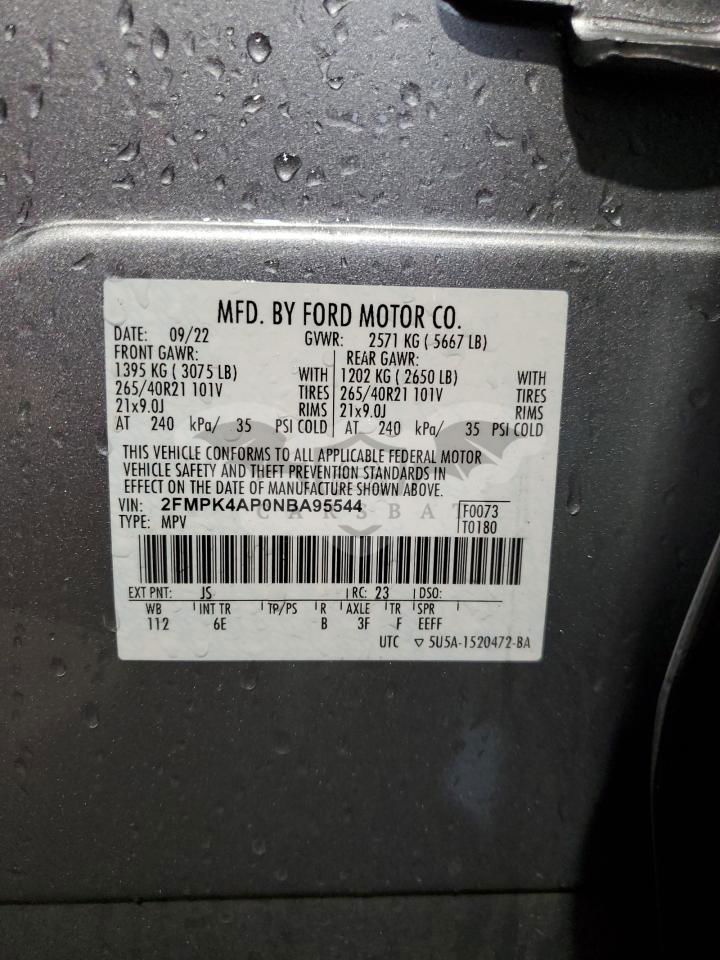 MFD. BY FORD MOTOR CO.
DATE: 09/22 GVWR: 2571 KG ( 5667 LB)
FRONT GAWR: REAR GAWR:
1395 KG ( 3075 LB) WITH 1202 KG ( 2650 LB) WITH
265/40R21 101V TIRES 265/40R21 101V TIRES
21x9.0J RIMS 21x9.0J RIMS
AT 240 kPa/ 35 PSI COLD AT 240 kPa/ 35 PSI COLD
THIS VEHICLE CONFORMS TO ALL APPLICABLE FEDERAL MOTOR
VEHICLE SAFETY AND THEFT PREVENTION STANDARDS IN
EFFECT ON THE DATE OF MANUFACTURE SHOWN ABOVE.
VIN: 2FMPK4AP0NBA95544 F0073
CARSBAT
TYPE: MPV T0180
EXT PNT: JS RC: 23 DSO:
WB INT TR TP/PS R AXLE TR SPR
112 6E B 3F F EEFF
UTC ▽ 5U5A-1520472-BA